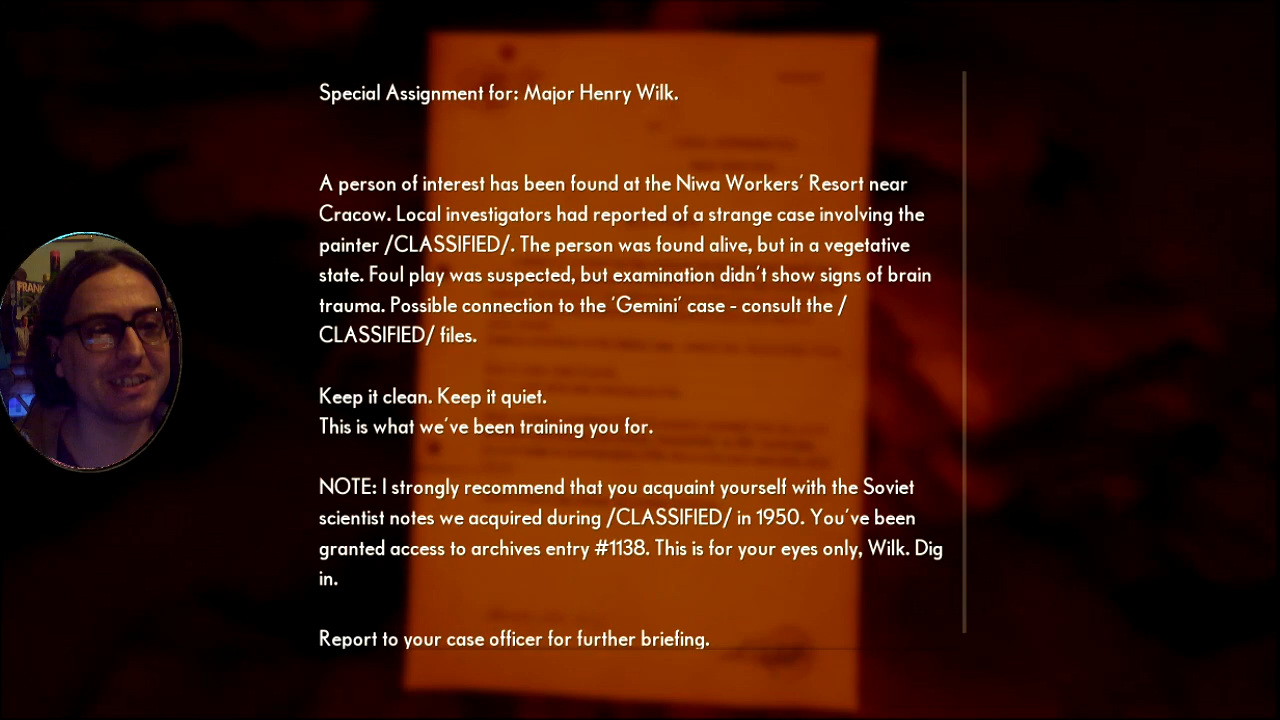 Special Assignment for: Major Henry Wilk.
A person of interest has been found at the Niwa Workers' Resort near
Cracow. Local investigators had reported of a strange case involving the
painter /CLASSIFIED/. The person was found alive, but in a vegetative
state. Foul play was suspected, but examination didn't show signs of brain
trauma. Possible connection to the 'Gemini' case - consult the /
CLASSIFIED/ files.
Keep it clean. Keep it quiet.
This is what we've been training you for.
NOTE: I strongly recommend that you acquaint yourself with the Soviet
scientist notes we acquired during /CLASSIFIED/ in 1950. You've been
granted access to archives entry #1138. This is for your eyes only, Wilk. Dig
in.
Report to your case officer for further briefing.
FRANK